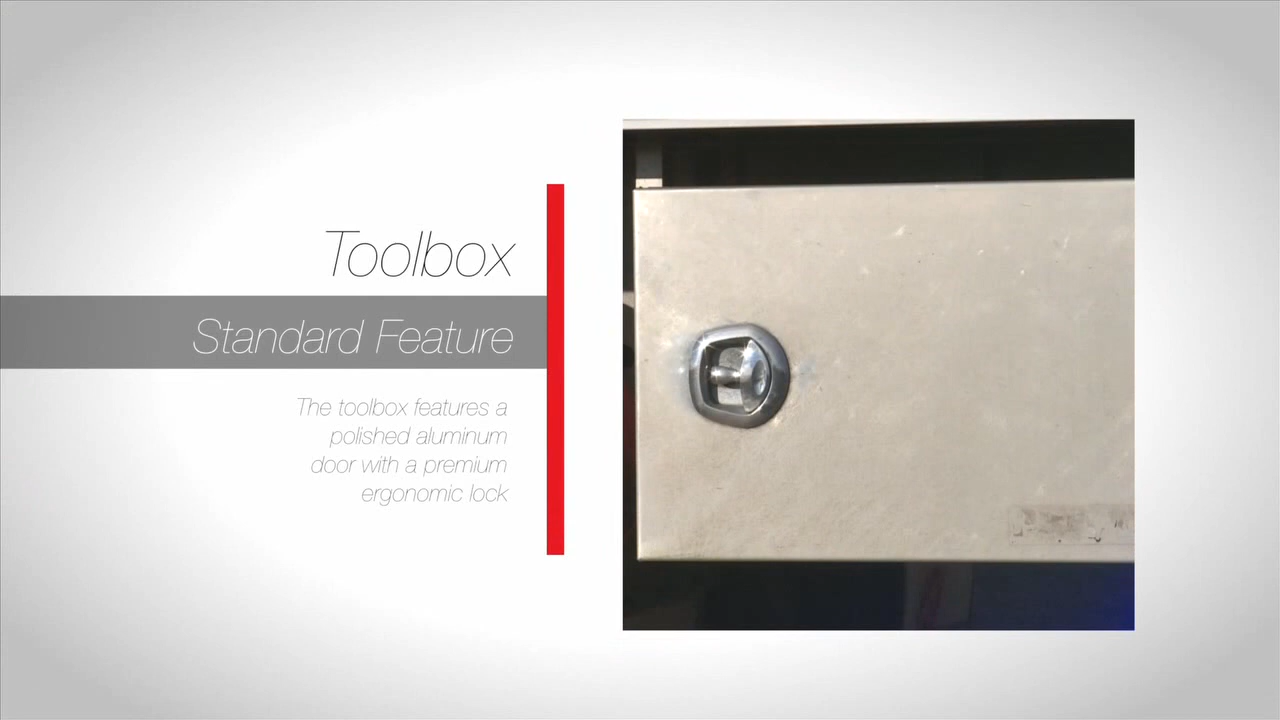 Toolbox
Standard Feature
The toolbox features a
polished aluminum
door with a premium
ergonomic lock